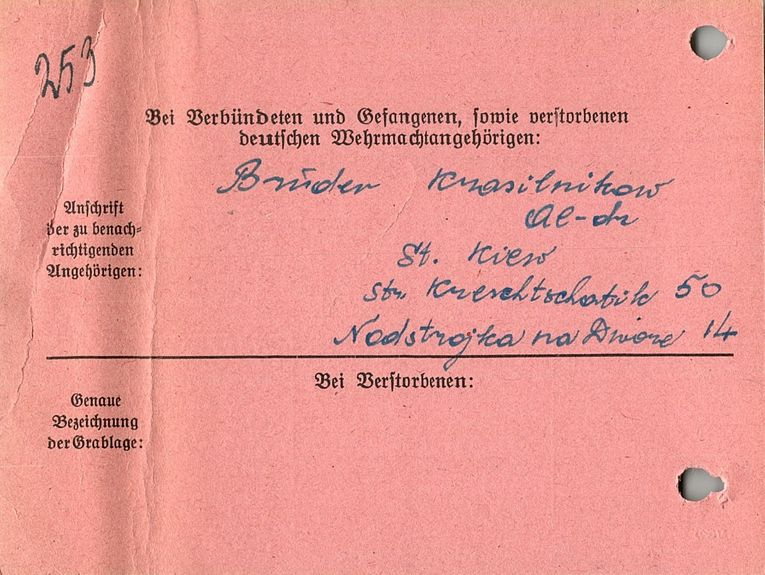 253
Bei Verbündeten und Gefangenen, sowie verstorbenen
deutschen Wehrmachtangehörigen:
Anschrift
der zu benach-
richtigenden
Angehörigen:
Bruder Krasilnikow
Al-dr
St. Kiew
Str. Kreschtschatik 50
Nadstrojka na Dwore 14
Bei Verstorbenen:
Genaue
Bezeichnung
der Grablage: